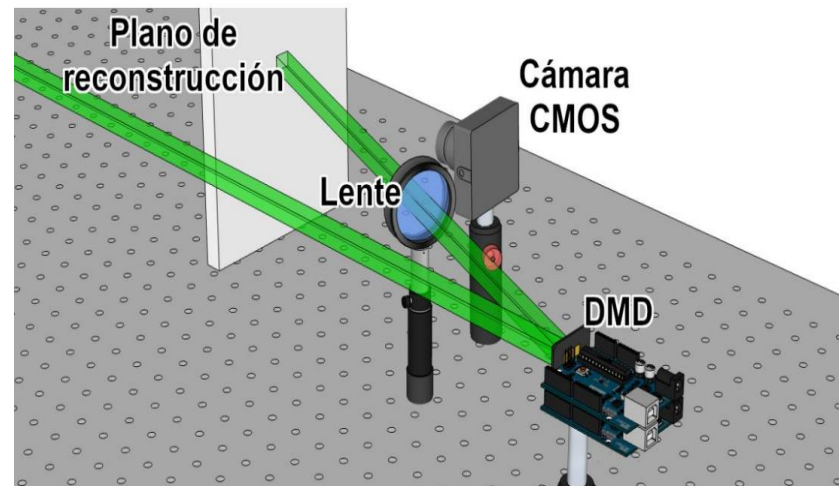 Plano de
reconstrucción
Cámara
CMOS
Lente
DMD